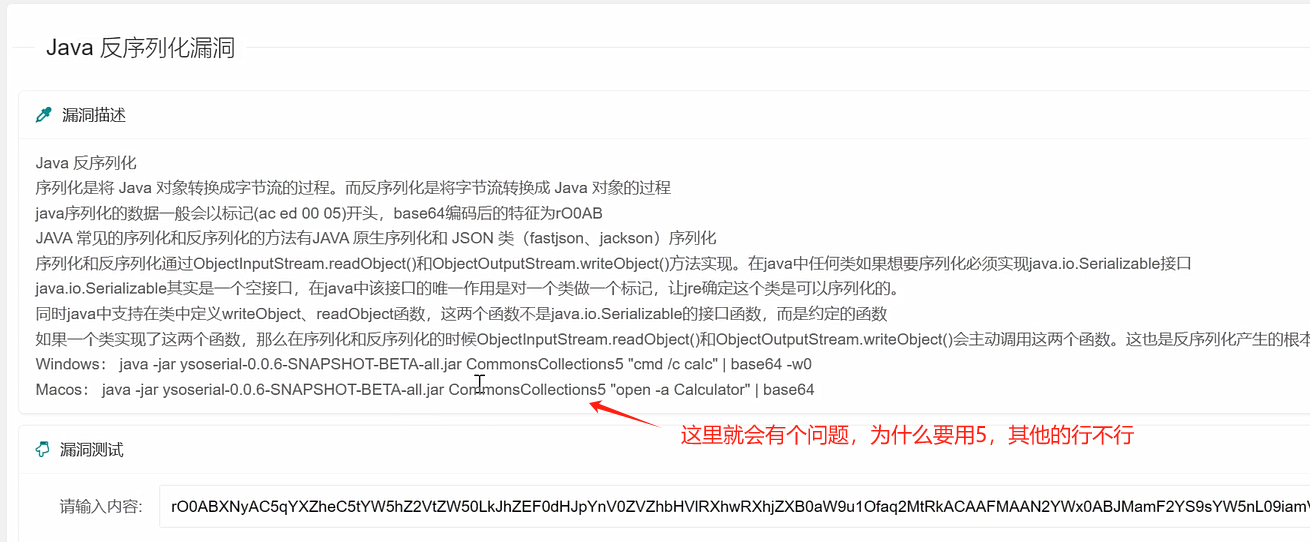 Java 反序列化漏洞
漏洞描述
Java 反序列化
序列化是将 Java 对象转换成字节流的过程。而反序列化是将字节流转换成 Java 对象的过程
java序列化的数据一般会以标记(ac ed 00 05)开头，base64编码后的特征为rO0AB
JAVA 常见的序列化和反序列化的方法有JAVA 原生序列化和 JSON 类（fastjson、jackson）序列化
序列化和反序列化通过ObjectInputStream.readObject()和ObjectOutputStream.writeObject()方法实现。在java中任何类如果想要序列化必须实现java.io.Serializable接口
java.io.Serializable其实是一个空接口，在java中该接口的唯一作用是对一个类做一个标记，让jre确定这个类是可以序列化的。
同时java中支持在类中定义writeObject、readObject函数，这两个函数不是java.io.Serializable的接口函数，而是约定的函数
如果一个类实现了这两个函数，那么在序列化和反序列化的时候ObjectInputStream.readObject()和ObjectOutputStream.writeObject()会主动调用这两个函数。这也是反序列化产生的根本
Windows： java -jar ysoserial-0.0.6-SNAPSHOT-BETA-all.jar CommonsCollections5 "cmd /c calc" | base64 -w0
Macos： java -jar ysoserial-0.0.6-SNAPSHOT-BETA-all.jar CommonsCollections5 "open -a Calculator" | base64
这里就会有个问题，为什么要用5，其他的行不行
漏洞测试
请输入内容: rO0ABXNyAC5qYXZheC5tYW5hZ2VtZW50LkJhZEF0dHJpYnV0ZVZhbHVlRXhwRXhjZXB0aW9u1Ofaq2MtRkACAAFMAAN2YWx0ABJMamF2YS9sYW5nL09iam